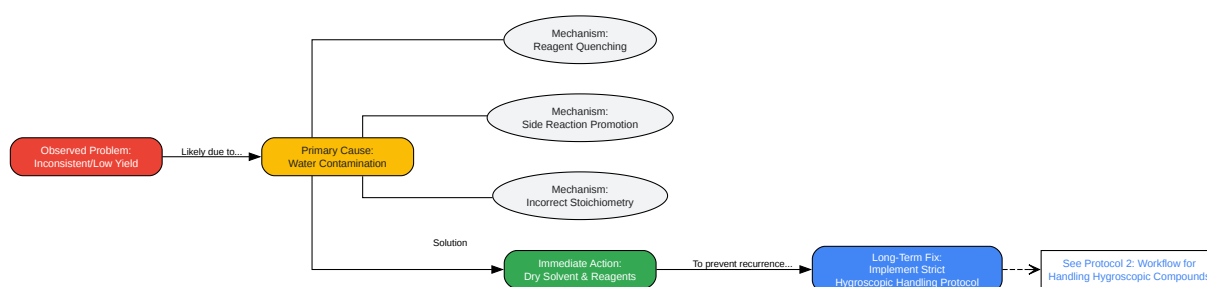 Mechanism:
Reagent Quenching
Mechanism:
Side Reaction Promotion
Observed Problem:
Inconsistent/Low Yield
Likely due to...
Primary Cause:
Water Contamination
Mechanism:
Incorrect Stoichiometry
Solution
Immediate Action:
Dry Solvent & Reagents
To prevent recurrence...
Long-Term Fix:
Implement Strict
Hygroscopic Handling Protocol
See Protocol 2: Workflow for
Handling Hygroscopic Compounds